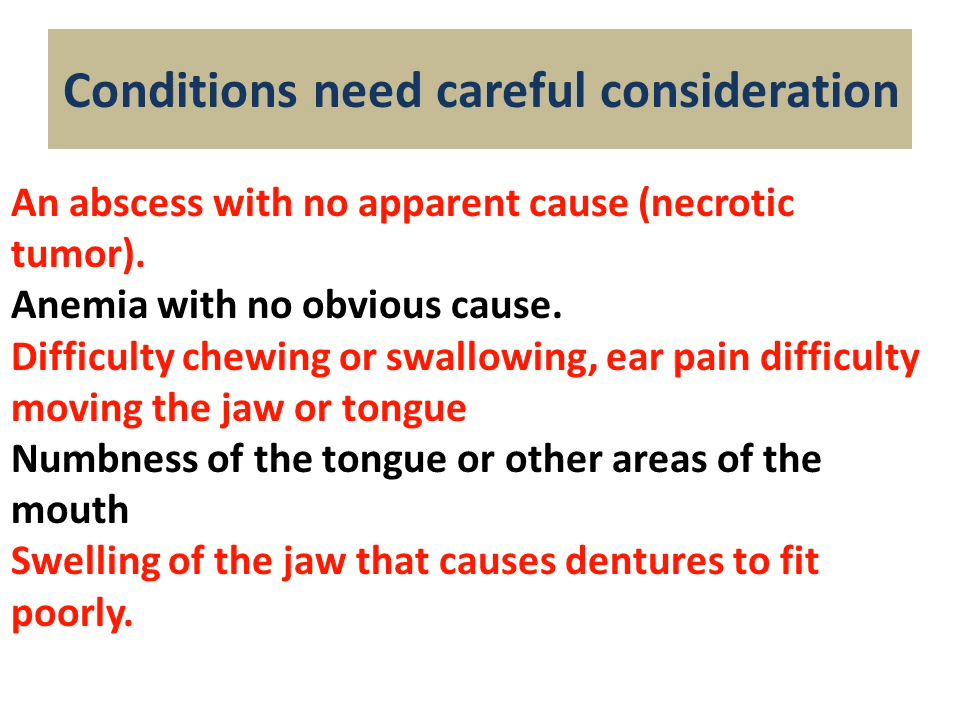 Conditions need careful consideration
An abscess with no apparent cause (necrotic
tumor).
Anemia with no obvious cause.
Difficulty chewing or swallowing, ear pain difficulty
moving the jaw or tongue
Numbness of the tongue or other areas of the
mouth
Swelling of the jaw that causes dentures to fit
poorly.